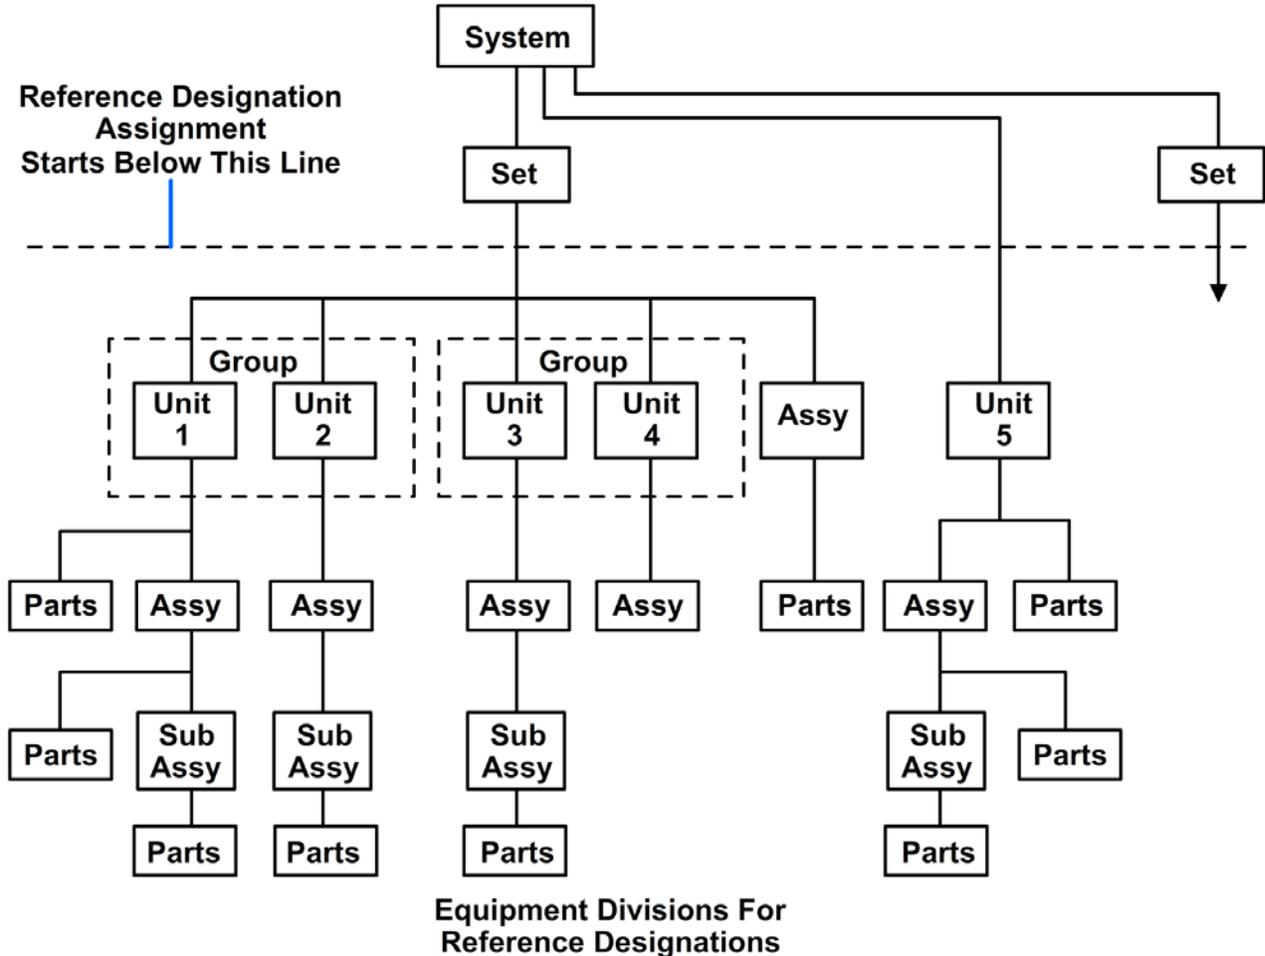 System
Reference Designation
Assignment
Starts Below This Line
Set
Set
Group
Group
Unit
1
Unit
2
Unit
3
Unit
4
Assy
Unit
5
Parts
Assy
Assy
Assy
Assy
Parts
Assy
Parts
Parts
Sub
Assy
Sub
Assy
Sub
Assy
Sub
Assy
Parts
Parts
Parts
Parts
Parts
Equipment Divisions For
Reference Designations